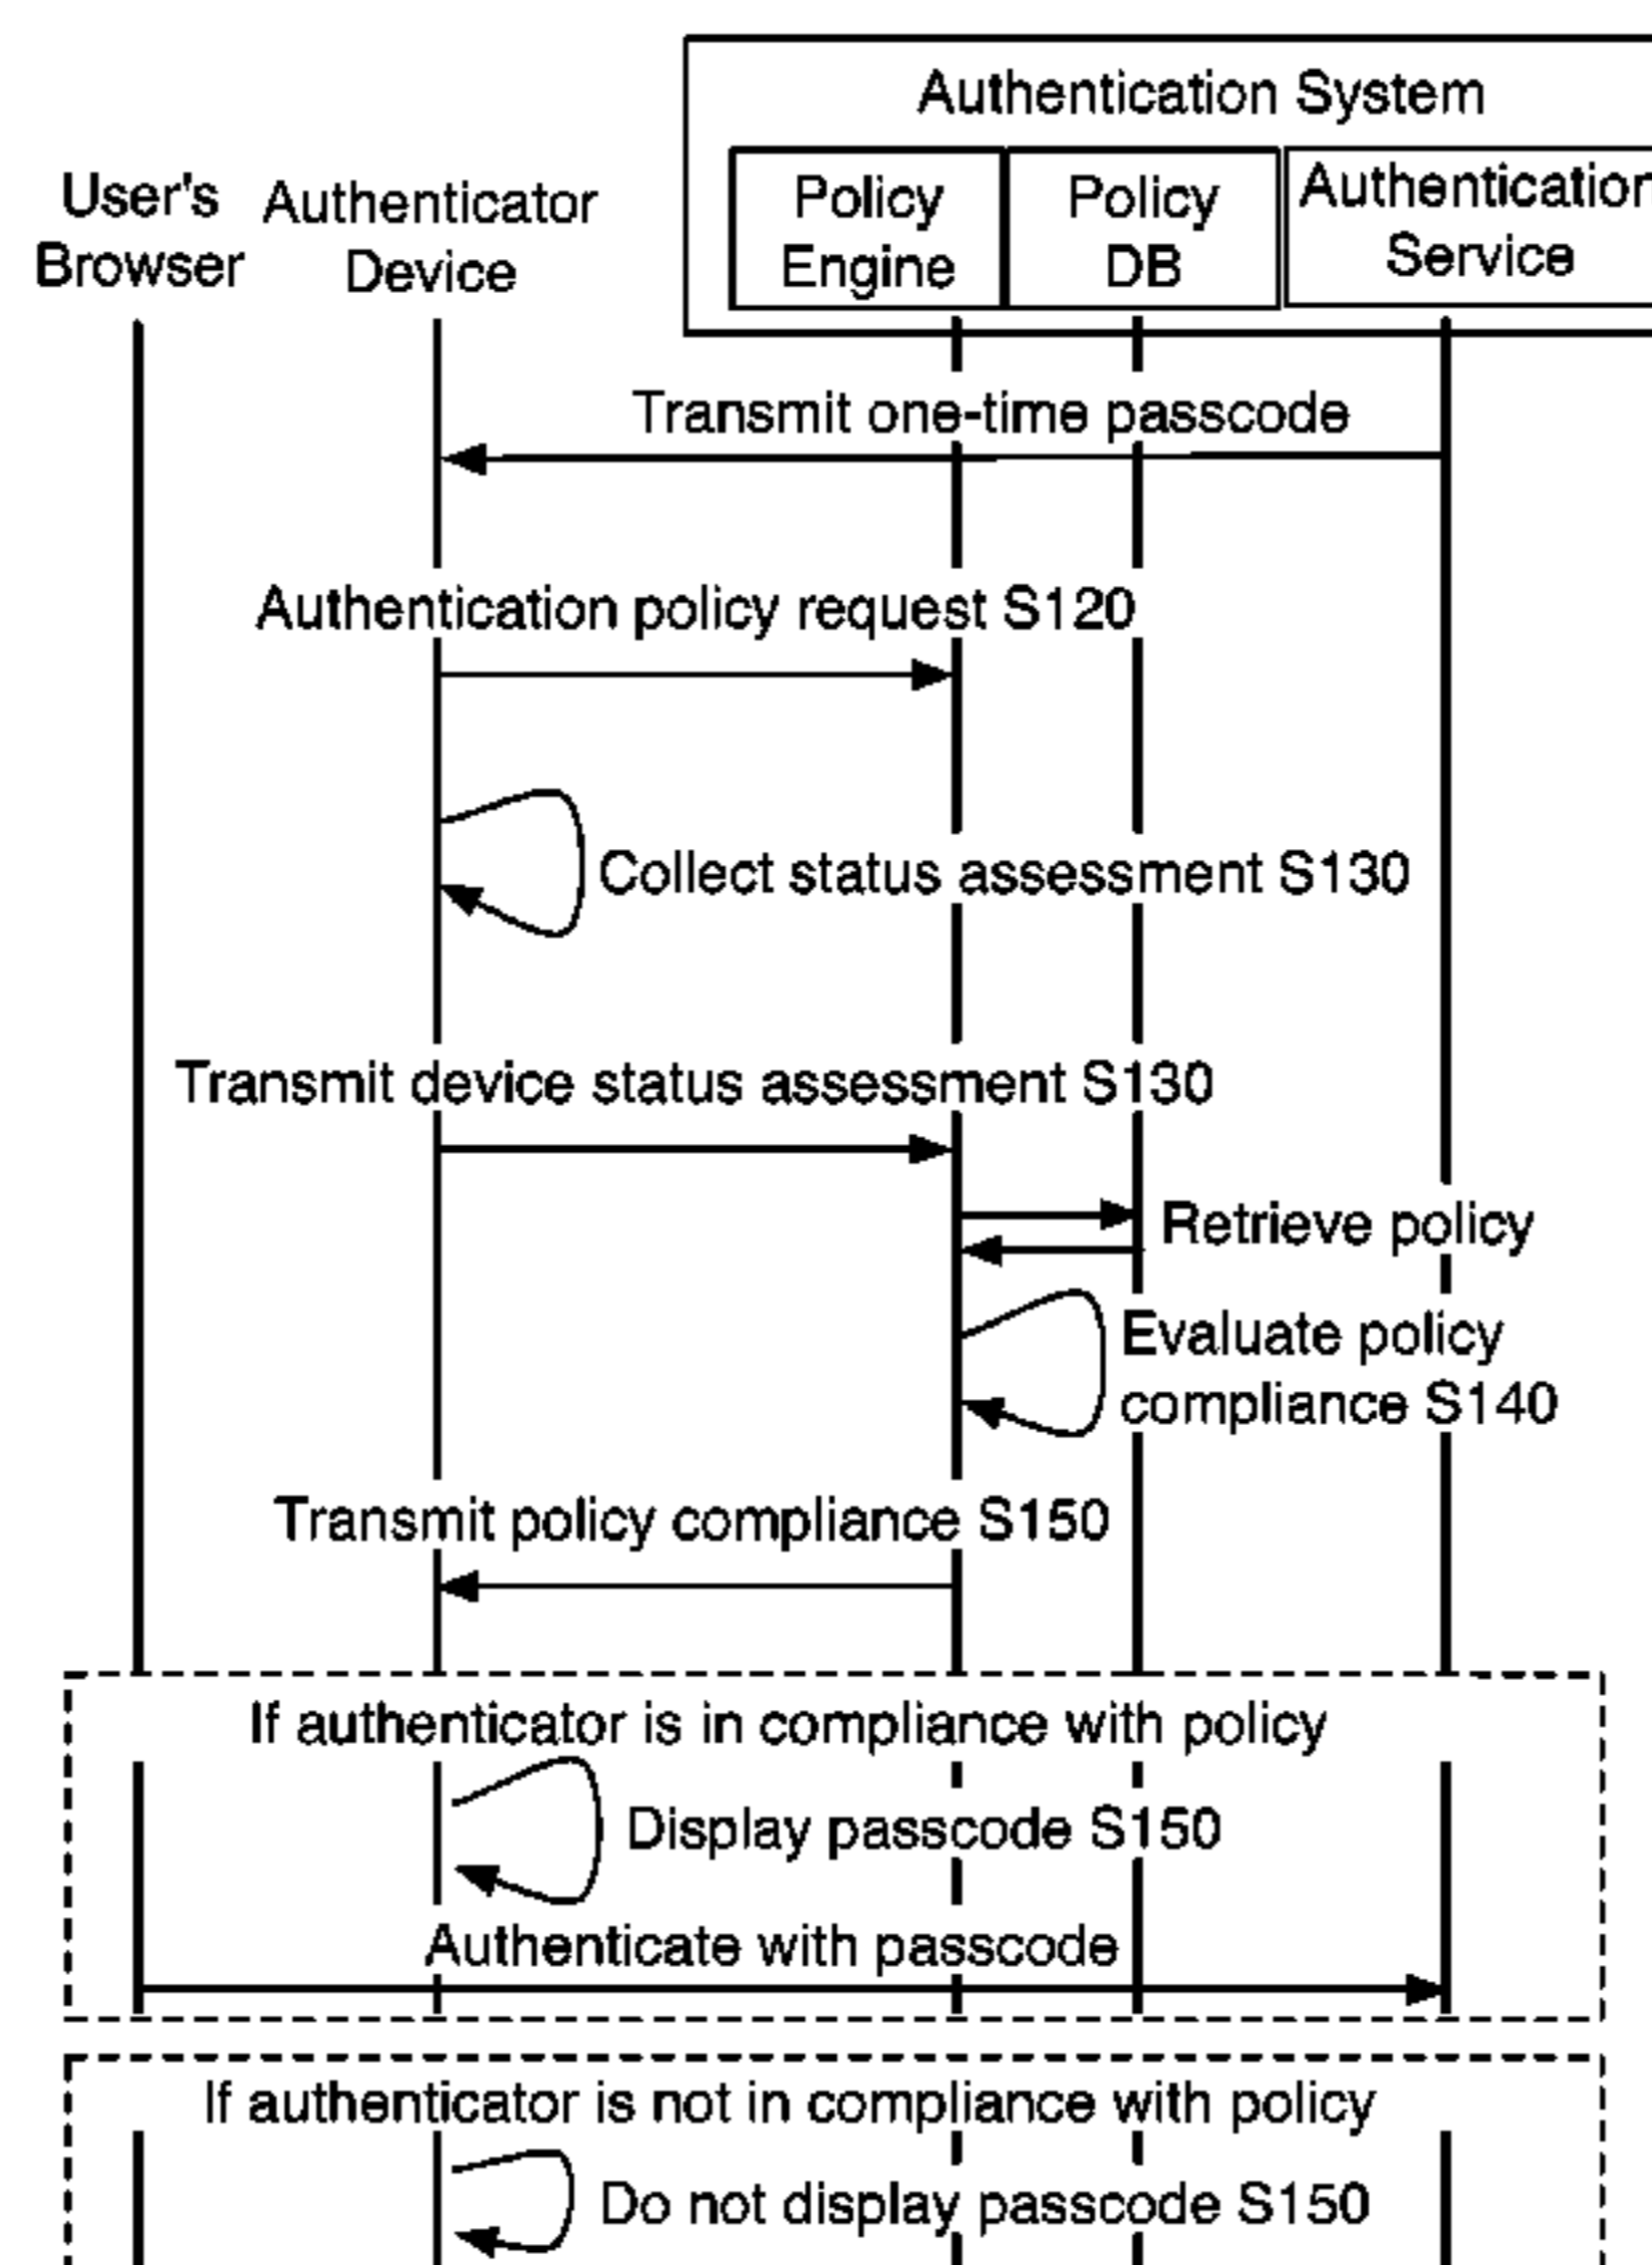 Authentication System
User's
Browser
Authenticator
Device
Policy
Engine
Policy
DB
Authentication
Service
Transmit one-time passcode
Authentication policy request S120
Collect status assessment S130
Transmit device status assessment S130
Retrieve policy
Evaluate policy
compliance S140
Transmit policy compliance S150
If authenticator is in compliance with policy
Display passcode S150
Authenticate with passcode
If authenticator is not in compliance with policy
Do not display passcode S150